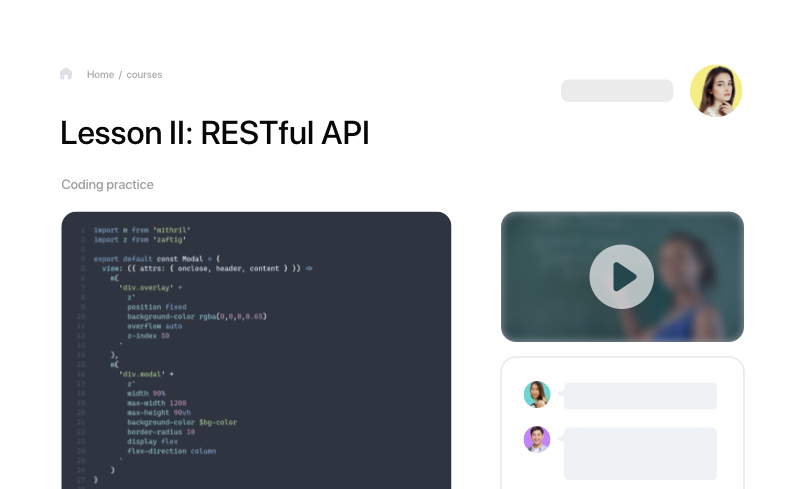 Home / courses
Lesson II: RESTful API
Coding practice
1 import m from 'mithril'
2 import z from 'zaftig'
3
4 export default const Modal = {
5 view: ({ attrs: { onclose, header, content } }) =>
6 m(
7 'div.overlay' +
8 z`
9 position fixed
10 background-color rgba(0,0,0,0.65)
11 overflow auto
12 z-index 50
13 `
14 ),
15 m(
16 'div.modal' +
17 z`
18 width 90%
19 max-width 1200
20 max-height 90vh
21 background-color $bg-color
22 border-radius 10
23 display flex
24 flex-direction column
25 `
26 )
27 }